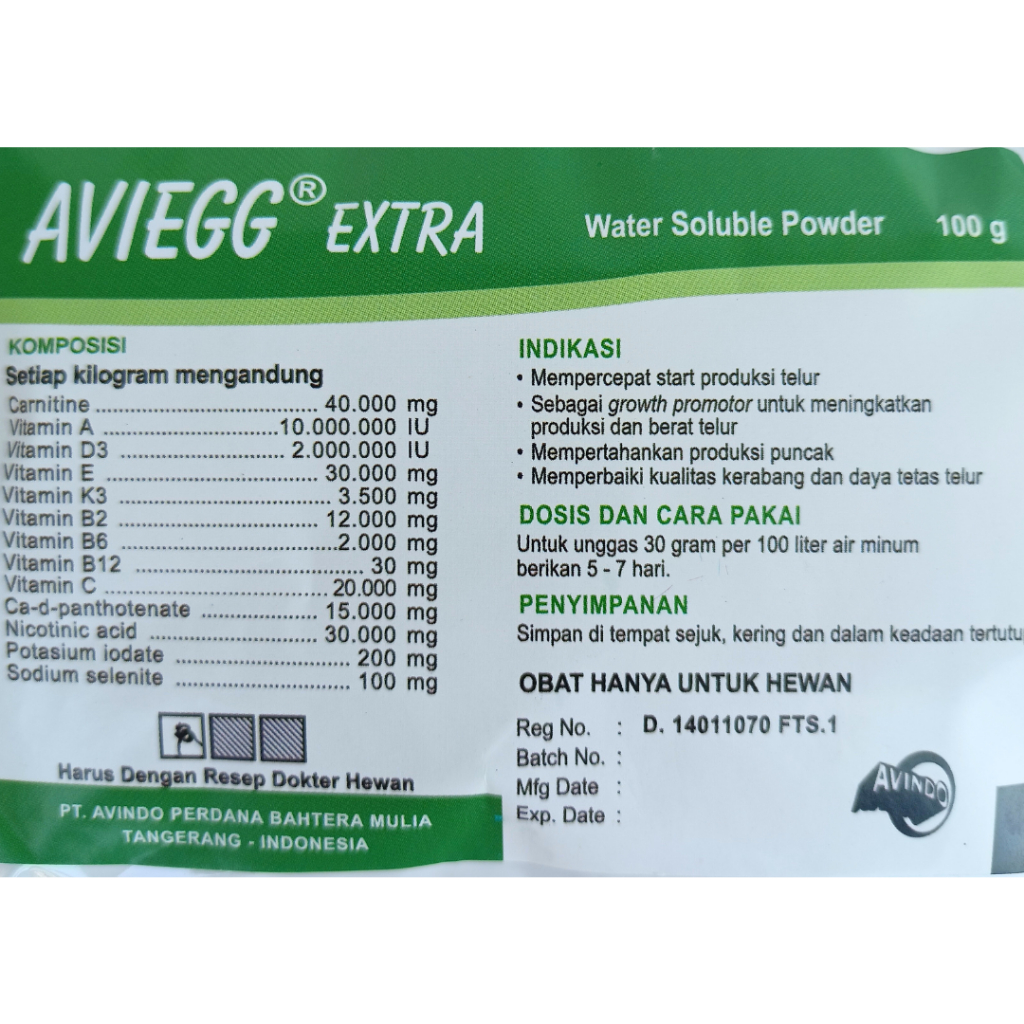 AVIEGG® EXTRA
Water Soluble Powder 100 g
KOMPOSISI
Setiap kilogram mengandung
Carnitine ........................................ 40.000 mg
Vitamin A ............................10.000.000 IU
Vitamin D3 ............................ 2.000.000 IU
Vitamin E .................................. 30.000 mg
Vitamin K3 .................................. 3.500 mg
Vitamin B2 ................................ 12.000 mg
Vitamin B6 ..................................2.000 mg
Vitamin B12 .................................... 30 mg
Vitamin C .................................... 20.000 mg
Ca-d-panthotenate .................. 15.000 mg
Nicotinic acid .......................... 30.000 mg
Potasium iodate ........................... 200 mg
Sodium selenite ........................... 100 mg
Harus Dengan Resep Dokter Hewan
PT. AVINDO PERDANA BAHTERA MULIA
TANGERANG - INDONESIA
INDIKASI
• Mempercepat start produksi telur
• Sebagai growth promotor untuk meningkatkan
produksi dan berat telur
• Mempertahankan produksi puncak
• Memperbaiki kualitas kerabang dan daya tetas telur
DOSIS DAN CARA PAKAI
Untuk unggas 30 gram per 100 liter air minum
berikan 5 - 7 hari.
PENYIMPANAN
Simpan di tempat sejuk, kering dan dalam keadaan tertutu
OBAT HANYA UNTUK HEWAN
Reg No. : D. 14011070 FTS.1
Batch No. :
Mfg Date :
Exp. Date :
AVINDO